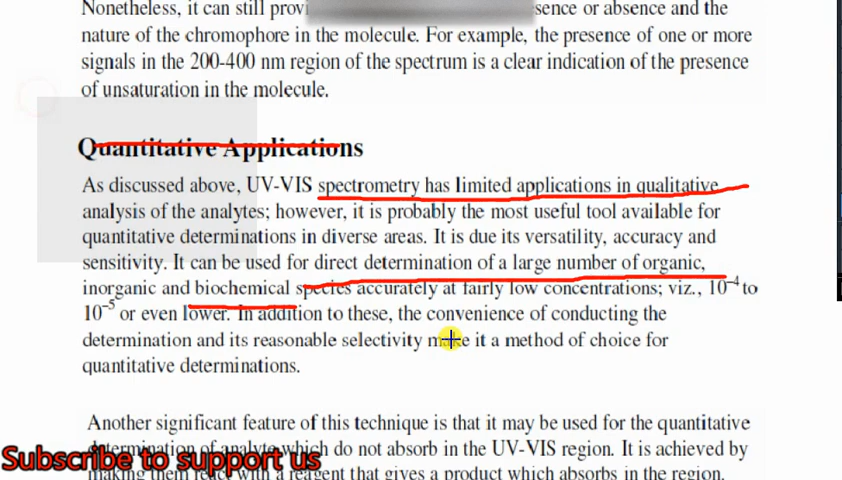 Nonetheless, it can still provi sence or absence and the
nature of the chromophore in the molecule. For example, the presence of one or more
signals in the 200-400 nm region of the spectrum is a clear indication of the presence
of unsaturation in the molecule.
Quantitative Applications
As discussed above, UV-VIS spectrometry has limited applications in qualitative
analysis of the analytes; however, it is probably the most useful tool available for
quantitative determinations in diverse areas. It is due its versatility, accuracy and
sensitivity. It can be used for direct determination of a large number of organic,
inorganic and biochemical species accurately at fairly low concentrations; viz., 10⁻⁴ to
10⁻⁵ or even lower. In addition to these, the convenience of conducting the
determination and its reasonable selectivity make it a method of choice for
quantitative determinations.
Another significant feature of this technique is that it may be used for the quantitative
determination of analyte which do not absorb in the UV-VIS region. It is achieved by
making them react with a reagent that gives a product which absorbs in the region.
Subscribe to support us